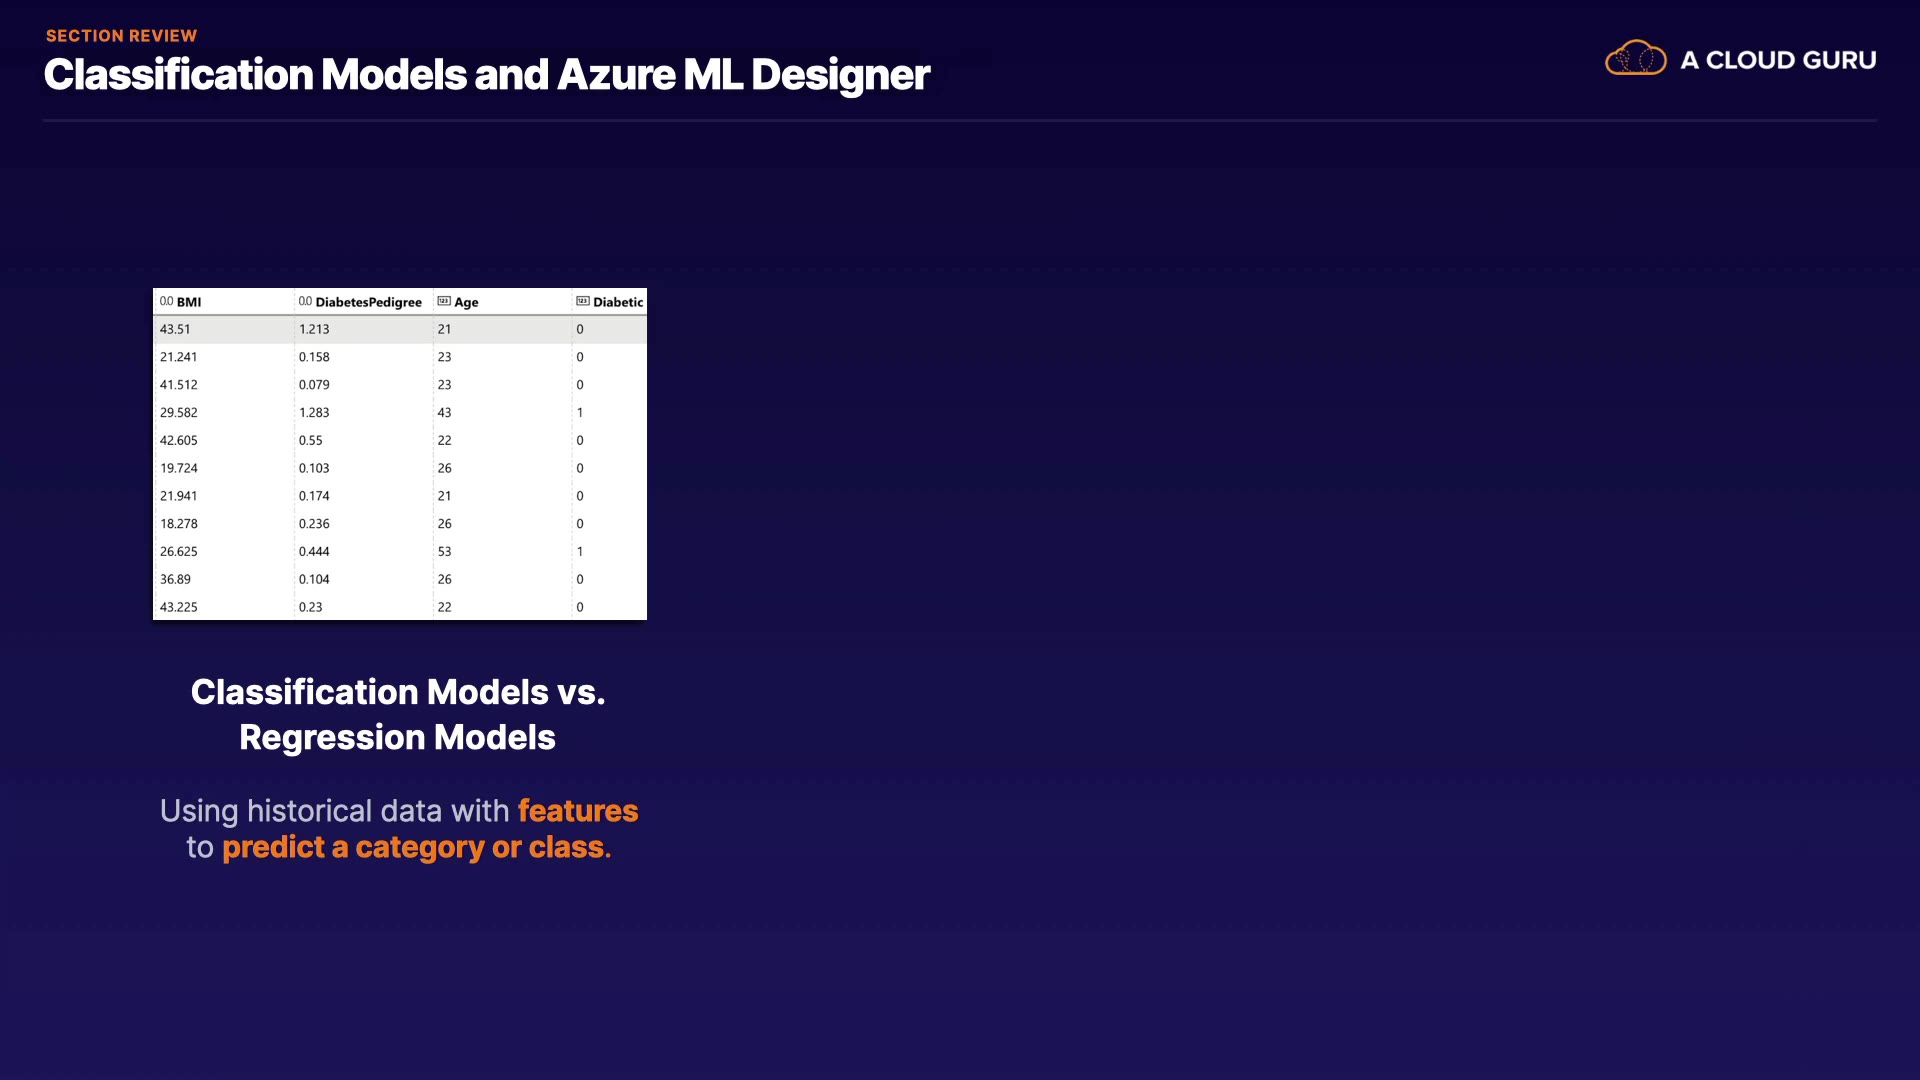 SECTION REVIEW
Classification Models and Azure ML Designer
A CLOUD GURU
0.0 BMI 0.0 DiabetesPedigree 123 Age 123 Diabetic
43.51 1.213 21 0
21.241 0.158 23 0
41.512 0.079 23 0
29.582 1.283 43 1
42.605 0.55 22 0
19.724 0.103 26 0
21.941 0.174 21 0
18.278 0.236 26 0
26.625 0.444 53 1
36.89 0.104 26 0
43.225 0.23 22 0
Classification Models vs.
Regression Models
Using historical data with features
to predict a category or class.